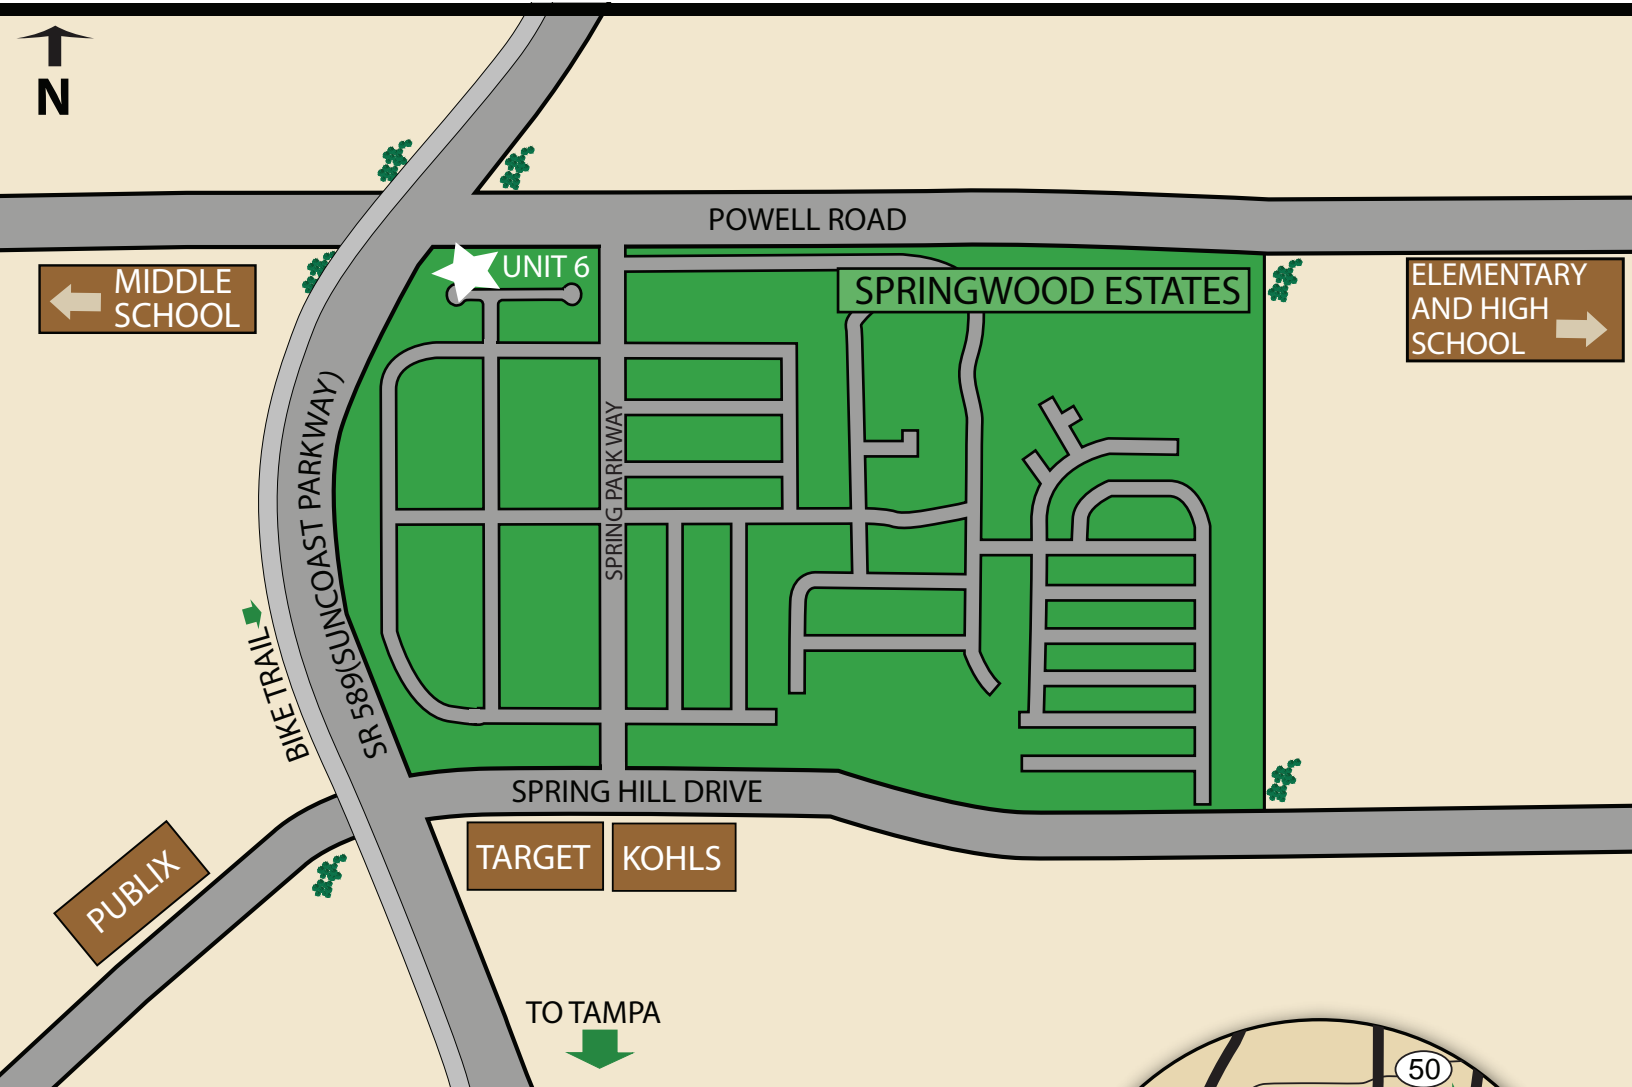 N
POWELL ROAD
UNIT 6
SPRINGWOOD ESTATES
MIDDLE
SCHOOL
ELEMENTARY
AND HIGH
SCHOOL
SPRING PARK WAY
SR 589(SUNCOAST PARKWAY)
BIKE TRAIL
SPRING HILL DRIVE
TARGET
KOHLS
PUBLIX
TO TAMPA
50